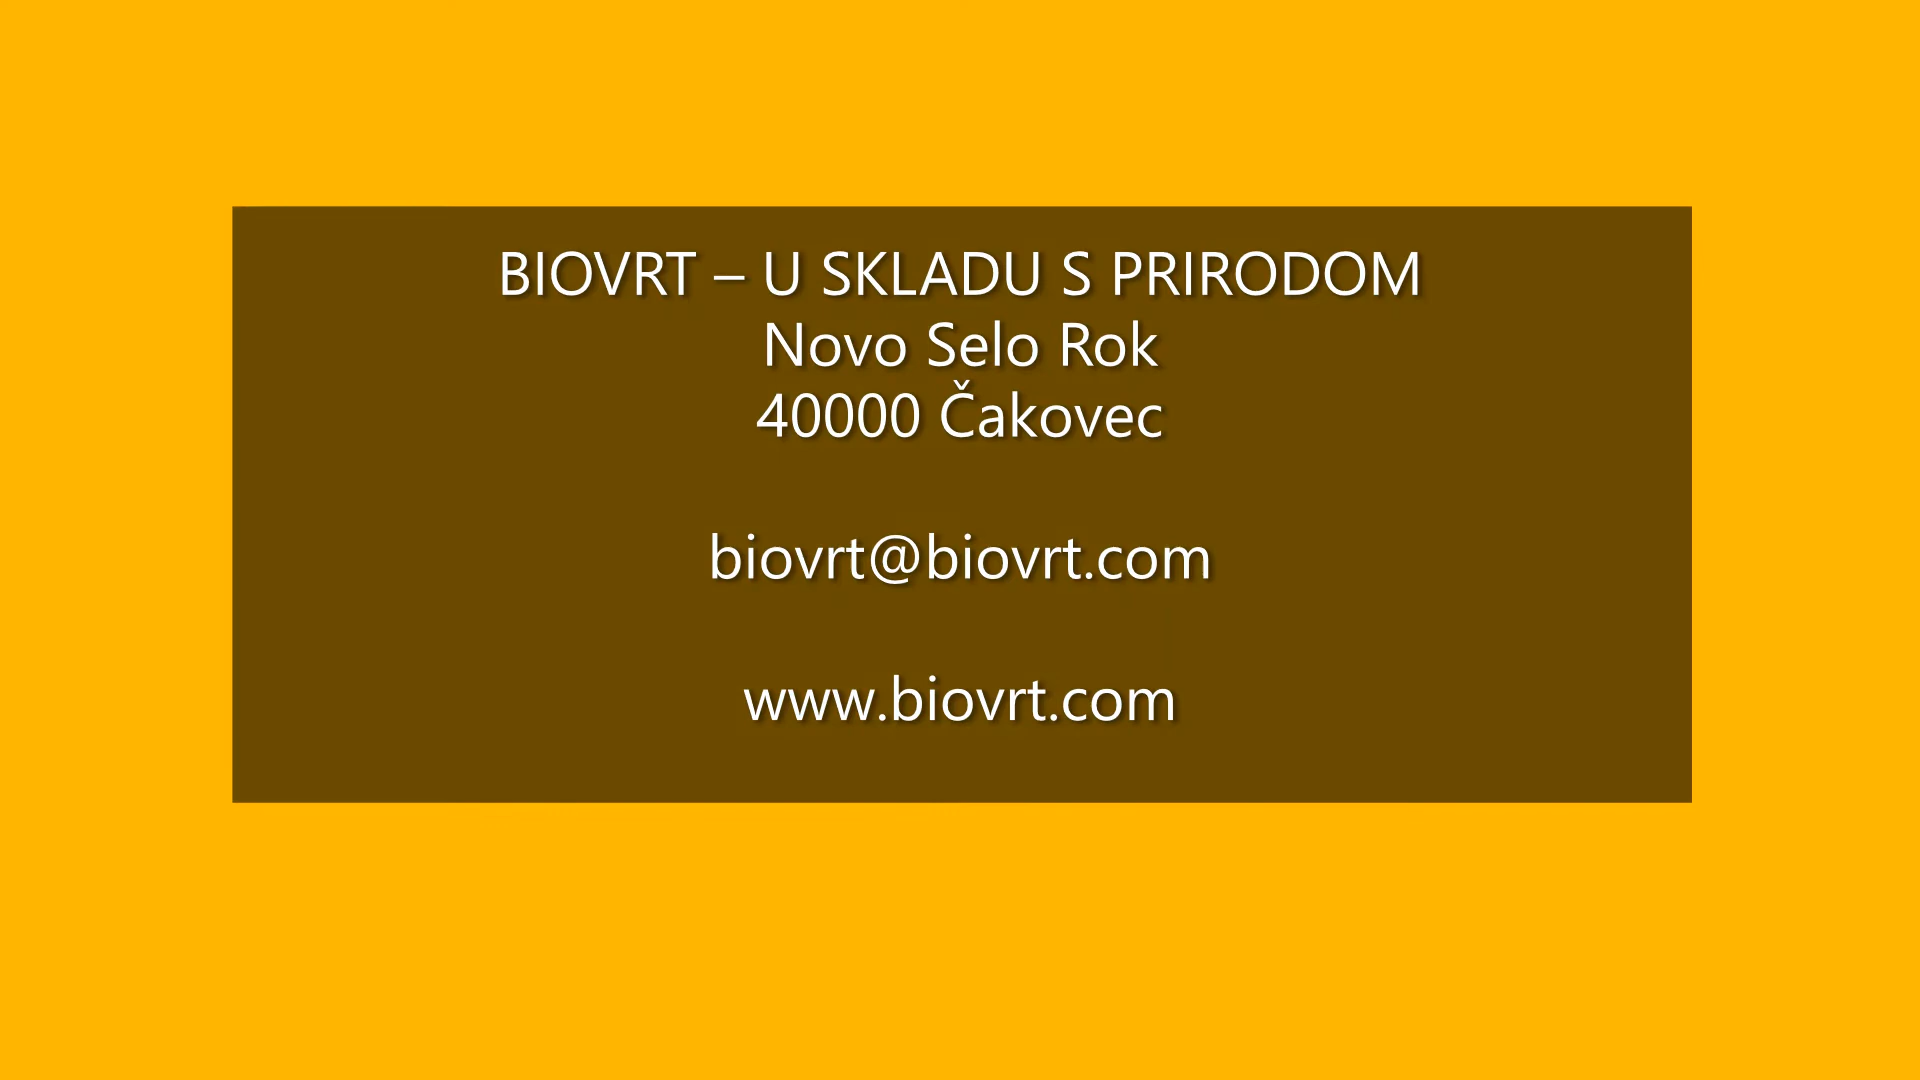 BIOVRT – U SKLADU S PRIRODOM
Novo Selo Rok
40000 Čakovec
biovrt@biovrt.com
www.biovrt.com